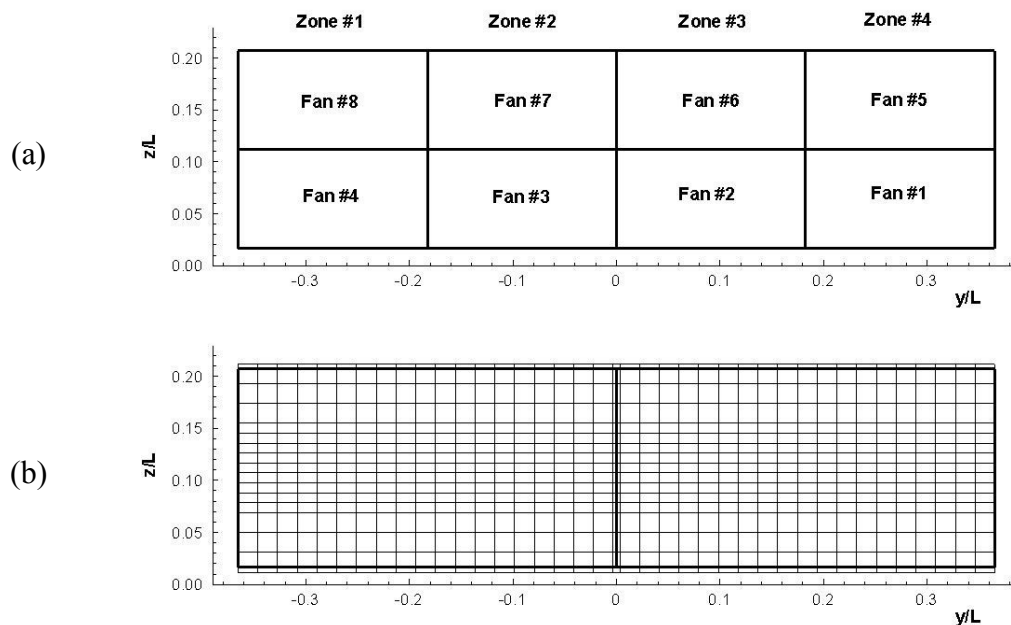 Zone #1 Zone #2 Zone #3 Zone #4
0.20
Fan #8 Fan #7 Fan #6 Fan #5
0.15
(a) z/L 0.10
Fan #4 Fan #3 Fan #2 Fan #1
0.05
0.00
-0.3 -0.2 -0.1 0 0.1 0.2 0.3
y/L
0.20
0.15
(b) z/L 0.10
0.05
0.00
-0.3 -0.2 -0.1 0 0.1 0.2 0.3
y/L